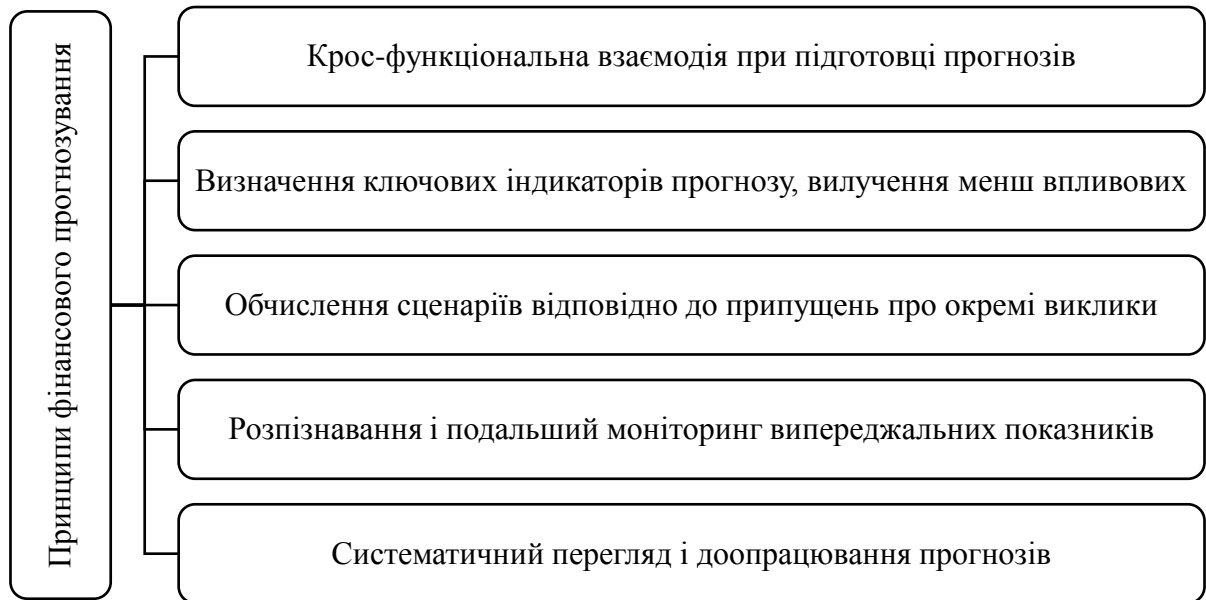 Принципи фінансового прогнозування
Крос-функціональна взаємодія при підготовці прогнозів
Визначення ключових індикаторів прогнозу, вилучення менш впливових
Обчислення сценаріїв відповідно до припущень про окремі виклики
Розпізнавання і подальший моніторинг випереджальних показників
Систематичний перегляд і доопрацювання прогнозів